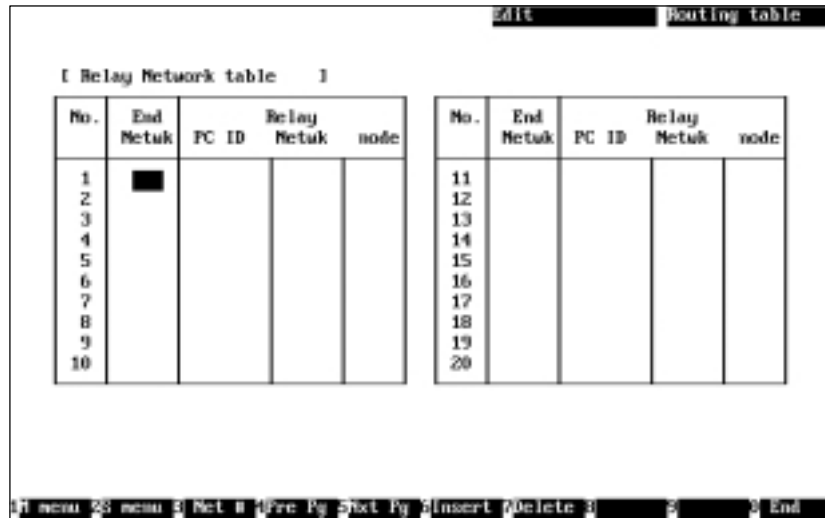 Edit Routing table
[ Relay Network table ]
No. End Relay No. End Relay
Netwk PC ID Netwk node Netwk PC ID Netwk node
1 11
2 12
3 13
4 14
5 15
6 16
7 17
8 18
9 19
10 20
1M menu 2S menu 3 Net # 4Pre Pg 5Nxt Pg 6Insert 7Delete 8 9 0 End